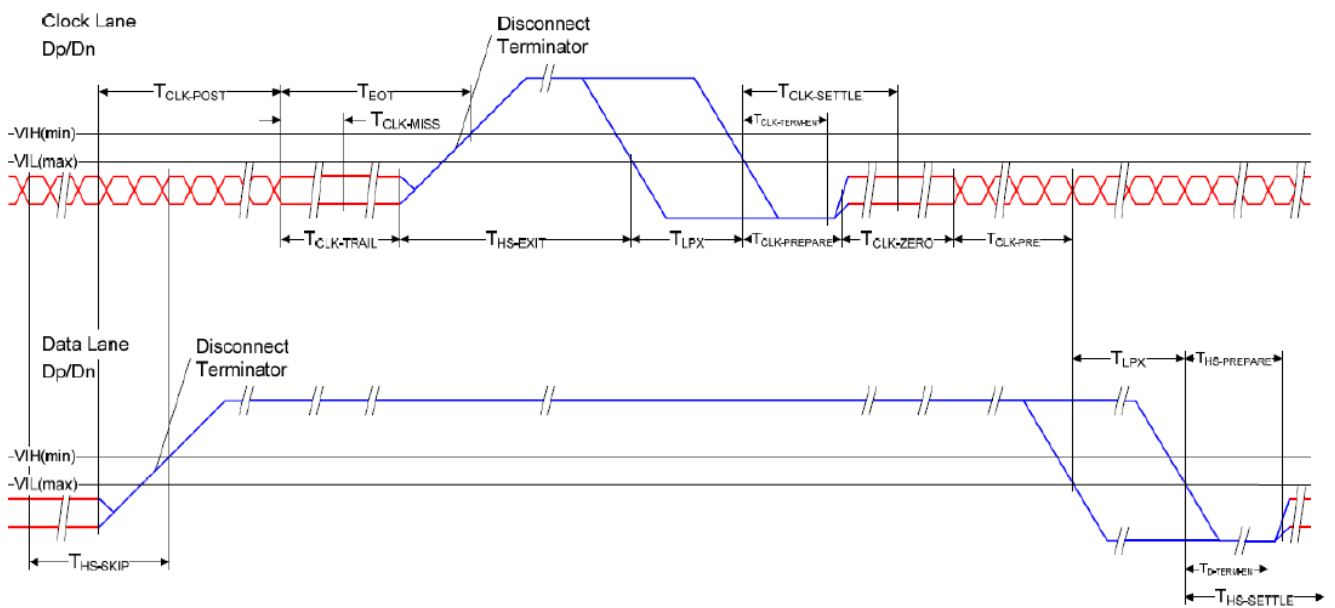 Clock Lane
Dp/Dn
Disconnect
Terminator
TCLK-POST
TEOT
TCLK-SETTLE
TCLK-MISS
TCLK-TERM-EN
VIH(min)
VIL(max)
TCLK-TRAIL
THS-EXIT
TLPX
TCLK-PREPARE
TCLK-ZERO
TCLK-PRE
Data Lane
Dp/Dn
Disconnect
Terminator
TLPX
THS-PREPARE
VIH(min)
VIL(max)
THS-SKIP
TD-TERM-EN
THS-SETTLE